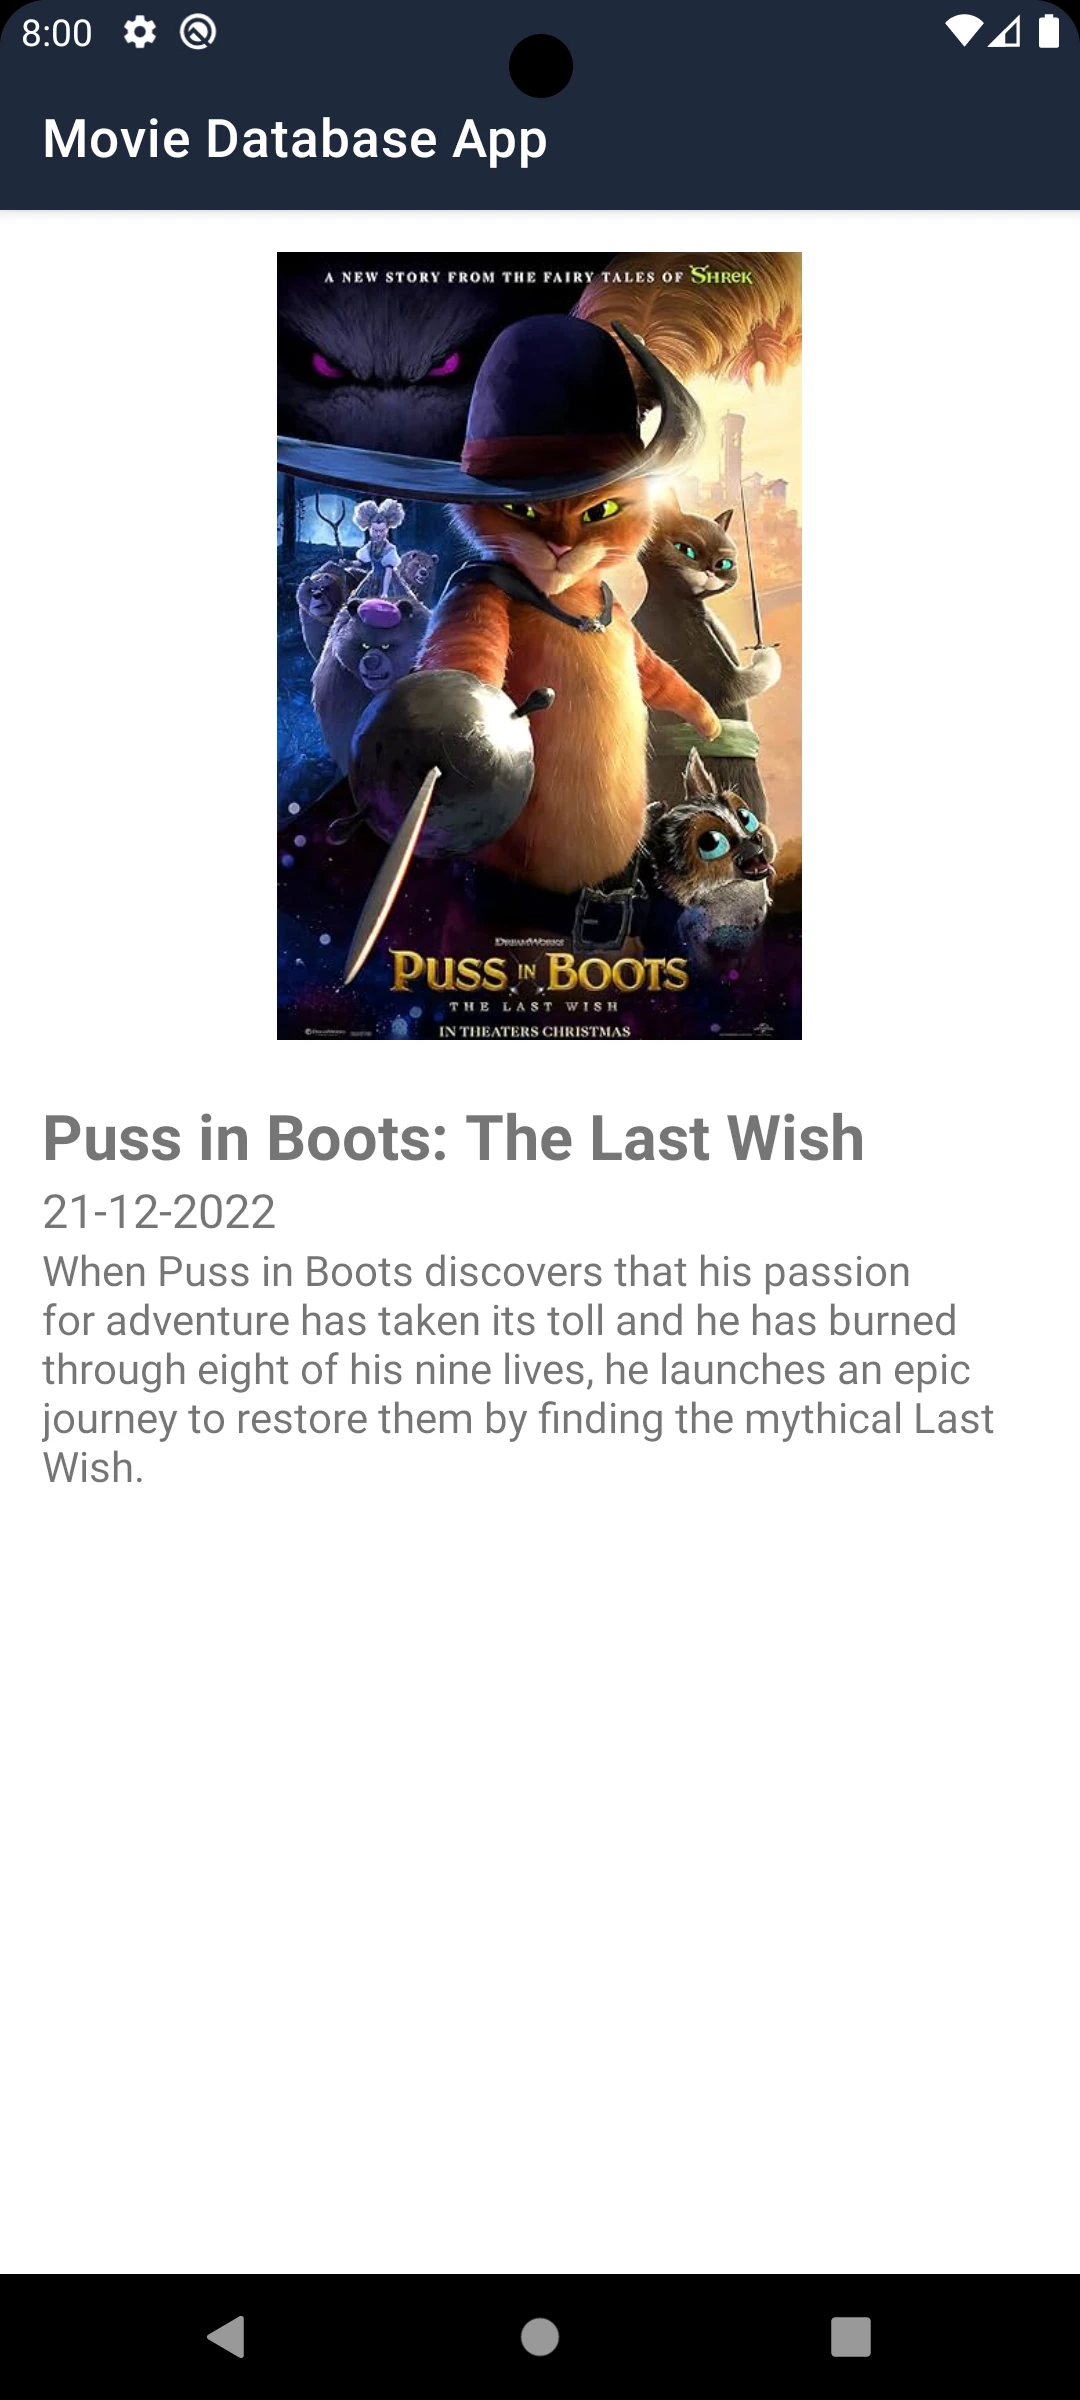 8:00
Movie Database App
A NEW STORY FROM THE FAIRY TALES OF SHREK
DREAMWORKS
PUSS IN BOOTS
THE LAST WISH
IN THEATERS CHRISTMAS
Puss in Boots: The Last Wish
21-12-2022
When Puss in Boots discovers that his passion
for adventure has taken its toll and he has burned
through eight of his nine lives, he launches an epic
journey to restore them by finding the mythical Last
Wish.